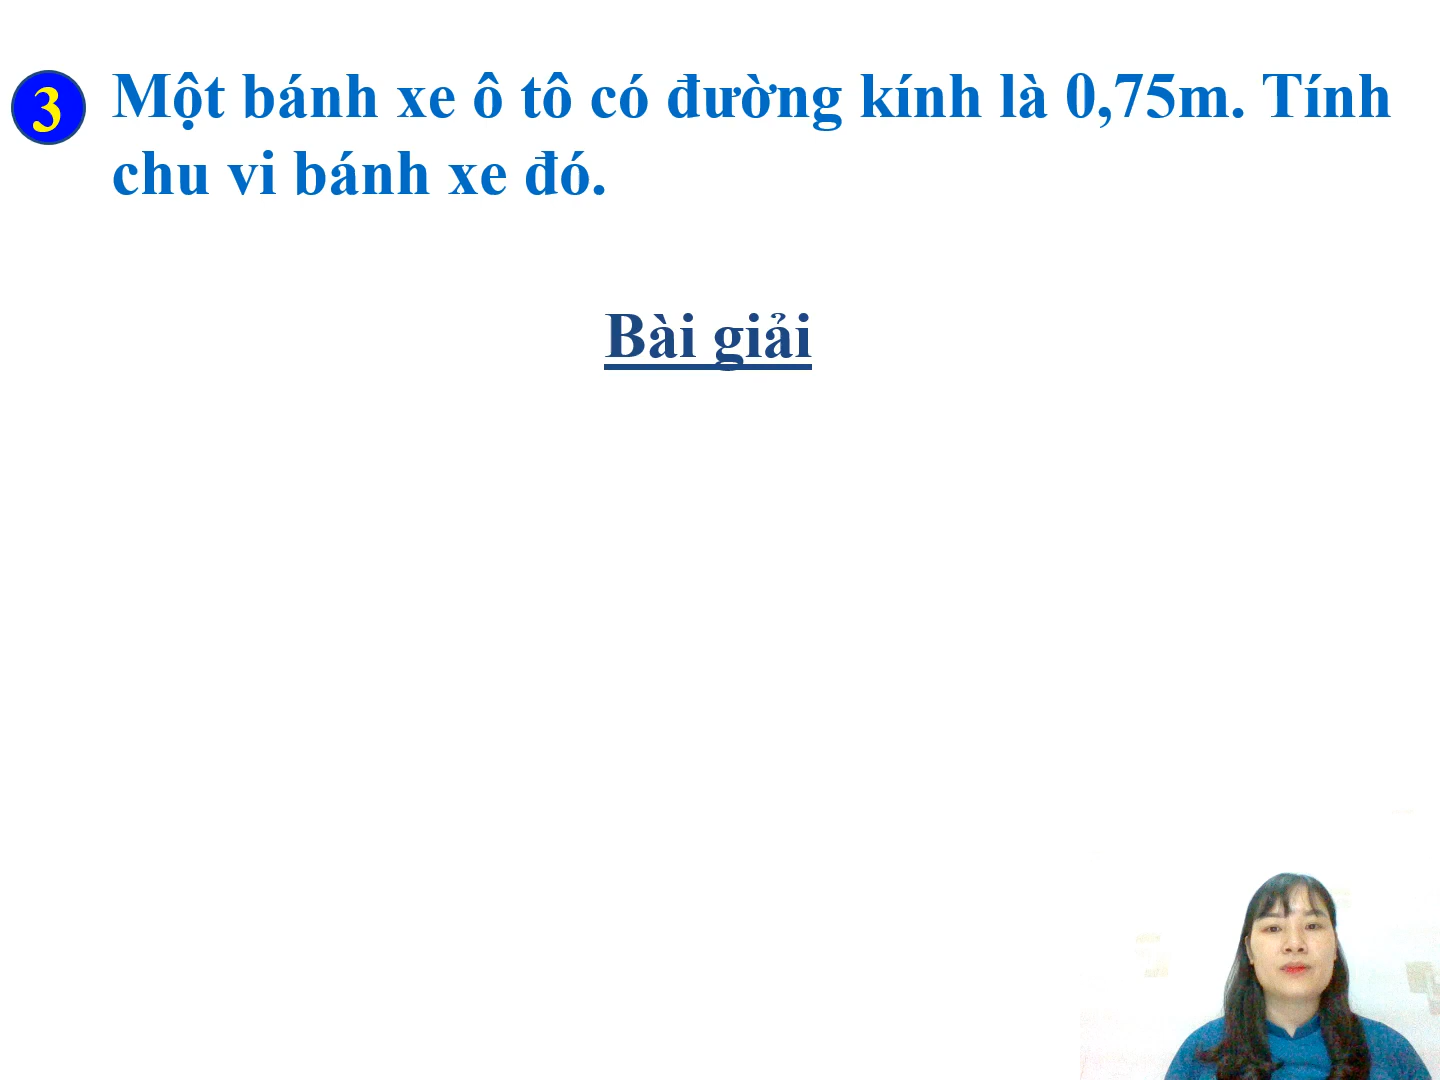 3 Một bánh xe ô tô có đường kính là 0,75m. Tính
chu vi bánh xe đó.
Bài giải